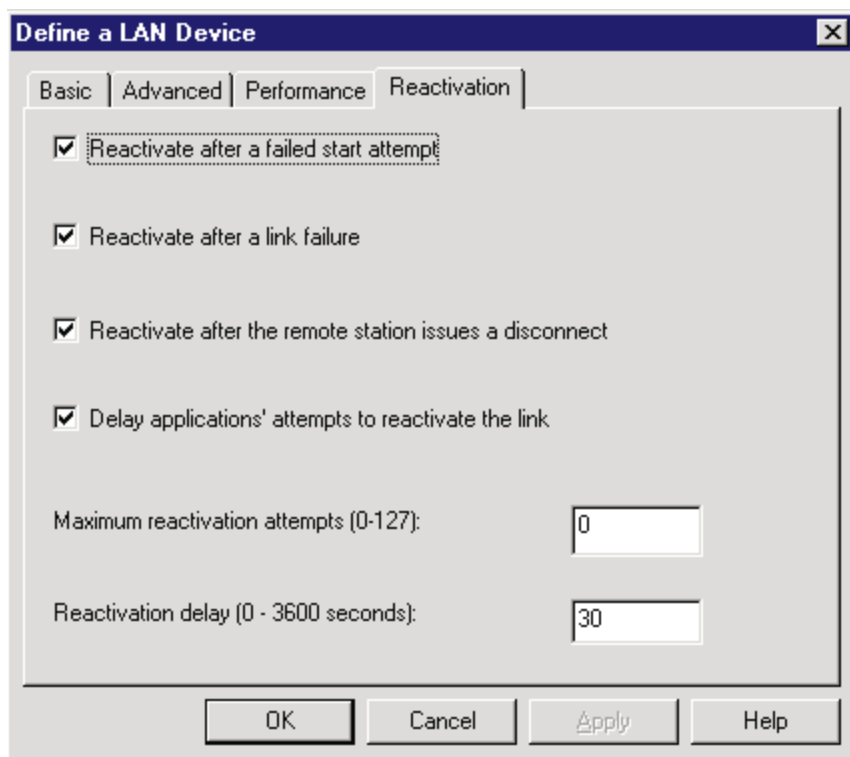 Define a LAN Device
Basic Advanced Performance Reactivation
Reactivate after a failed start attempt
Reactivate after a link failure
Reactivate after the remote station issues a disconnect
Delay applications' attempts to reactivate the link
Maximum reactivation attempts (0-127): 0
Reactivation delay (0 - 3600 seconds): 30
OK Cancel Apply Help